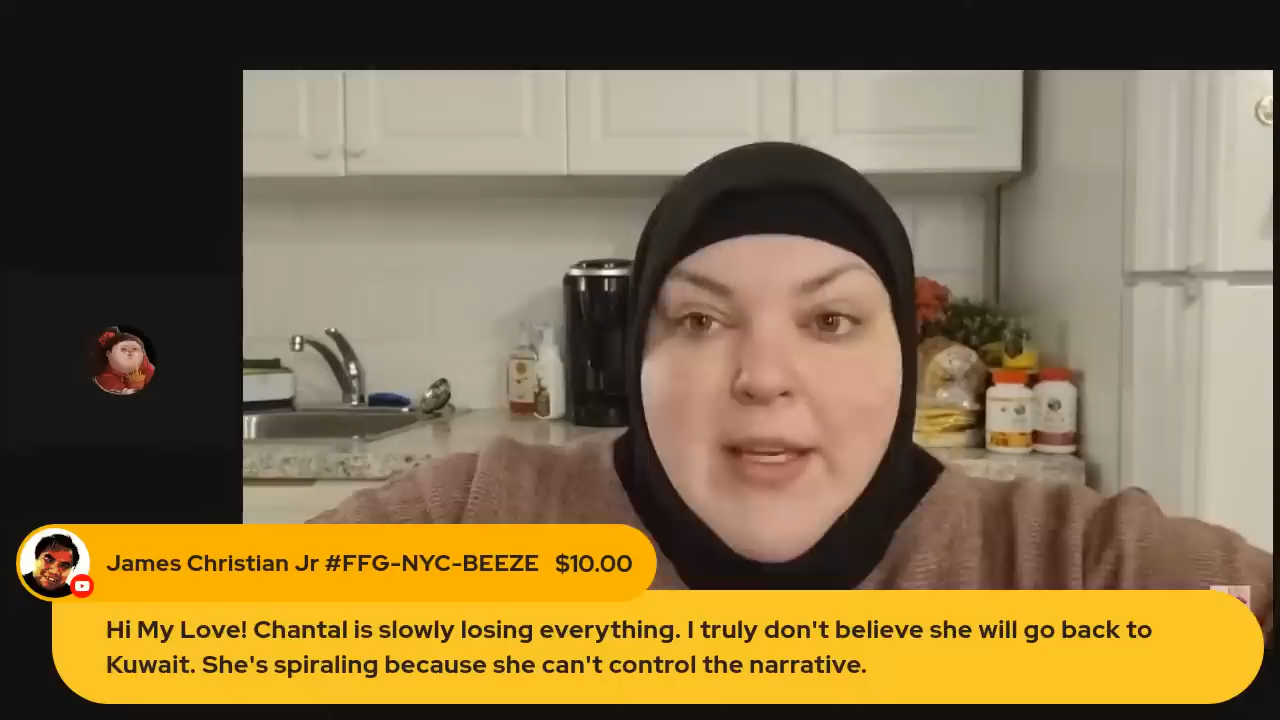 James Christian Jr #FFG-NYC-BEEZE $10.00
Hi My Love! Chantal is slowly losing everything. I truly don't believe she will go back to
Kuwait. She's spiraling because she can't control the narrative.